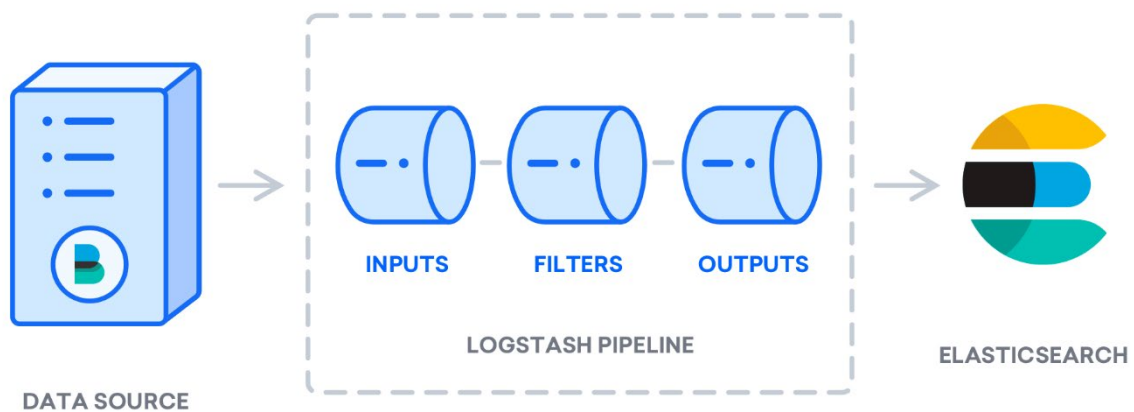 INPUTS
FILTERS
OUTPUTS
LOGSTASH PIPELINE
DATA SOURCE
ELASTICSEARCH